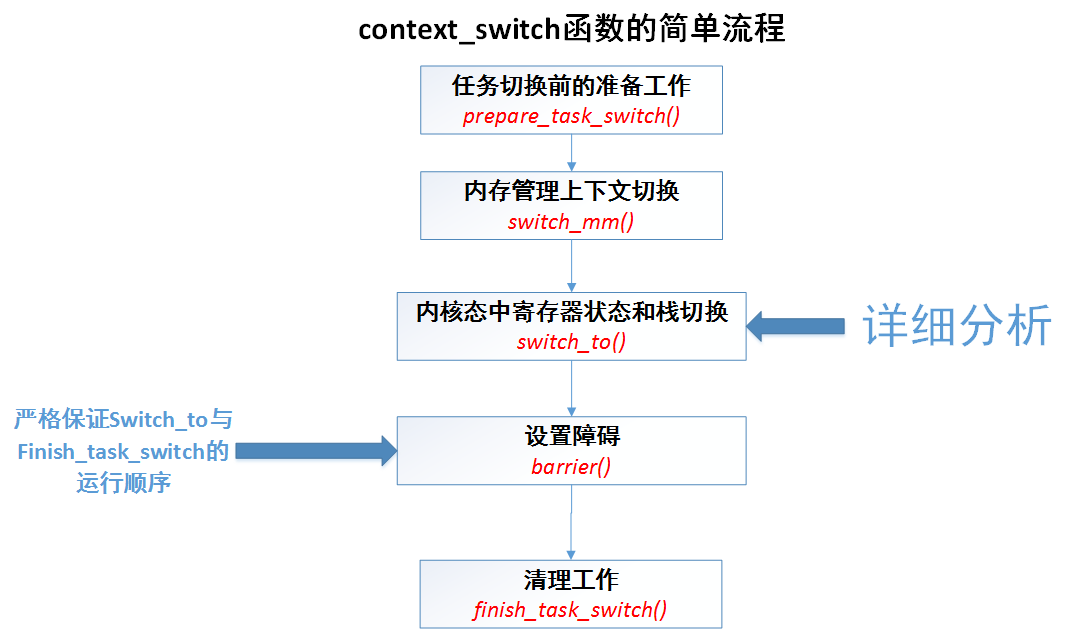 context_switch函数的简单流程
任务切换前的准备工作
prepare_task_switch()
内存管理上下文切换
switch_mm()
内核态中寄存器状态和栈切换
switch_to()
详细分析
设置障碍
barrier()
严格保证Switch_to与
Finish_task_switch的
运行顺序
清理工作
finish_task_switch()